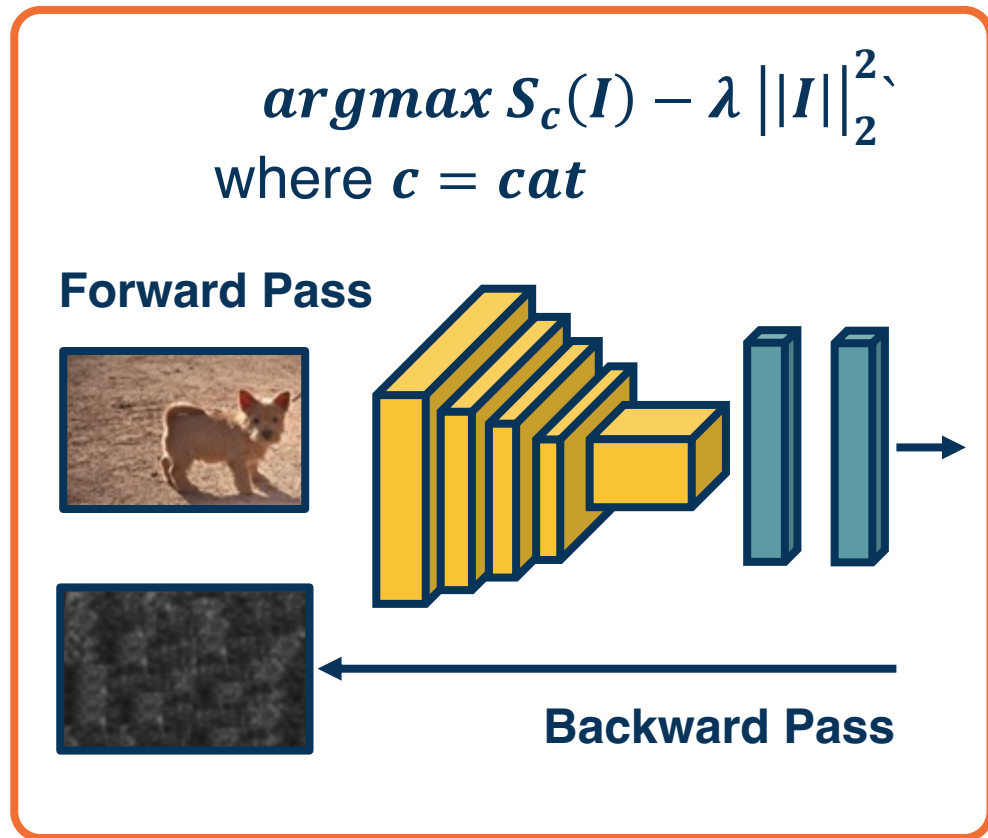 argmax S_c(I) − λ ||I||_2^2`
where c = cat
Forward Pass
Backward Pass